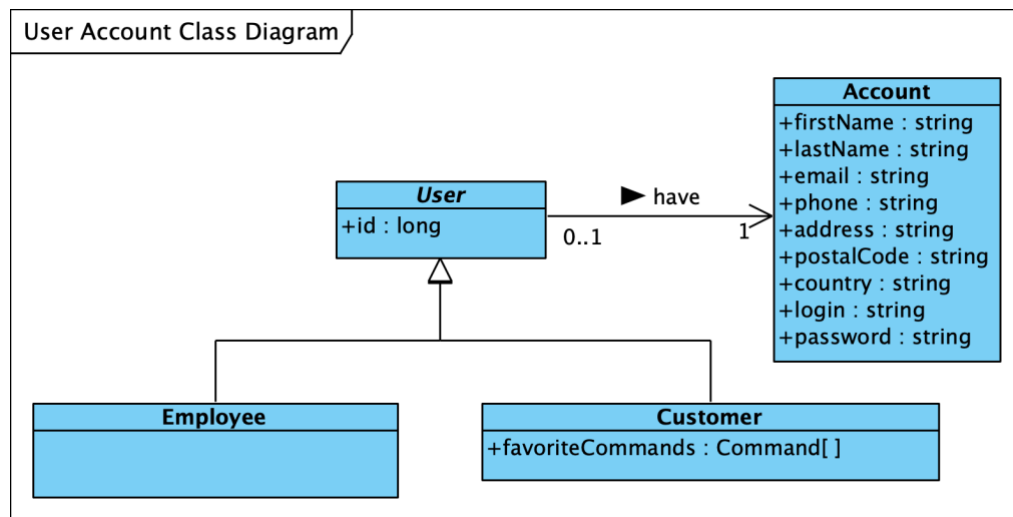 User Account Class Diagram
Account
+firstName : string
+lastName : string
+email : string
+phone : string
+address : string
+postalCode : string
+country : string
+login : string
+password : string
User
+id : long
have
0..1
1
Employee
Customer
+favoriteCommands : Command[ ]